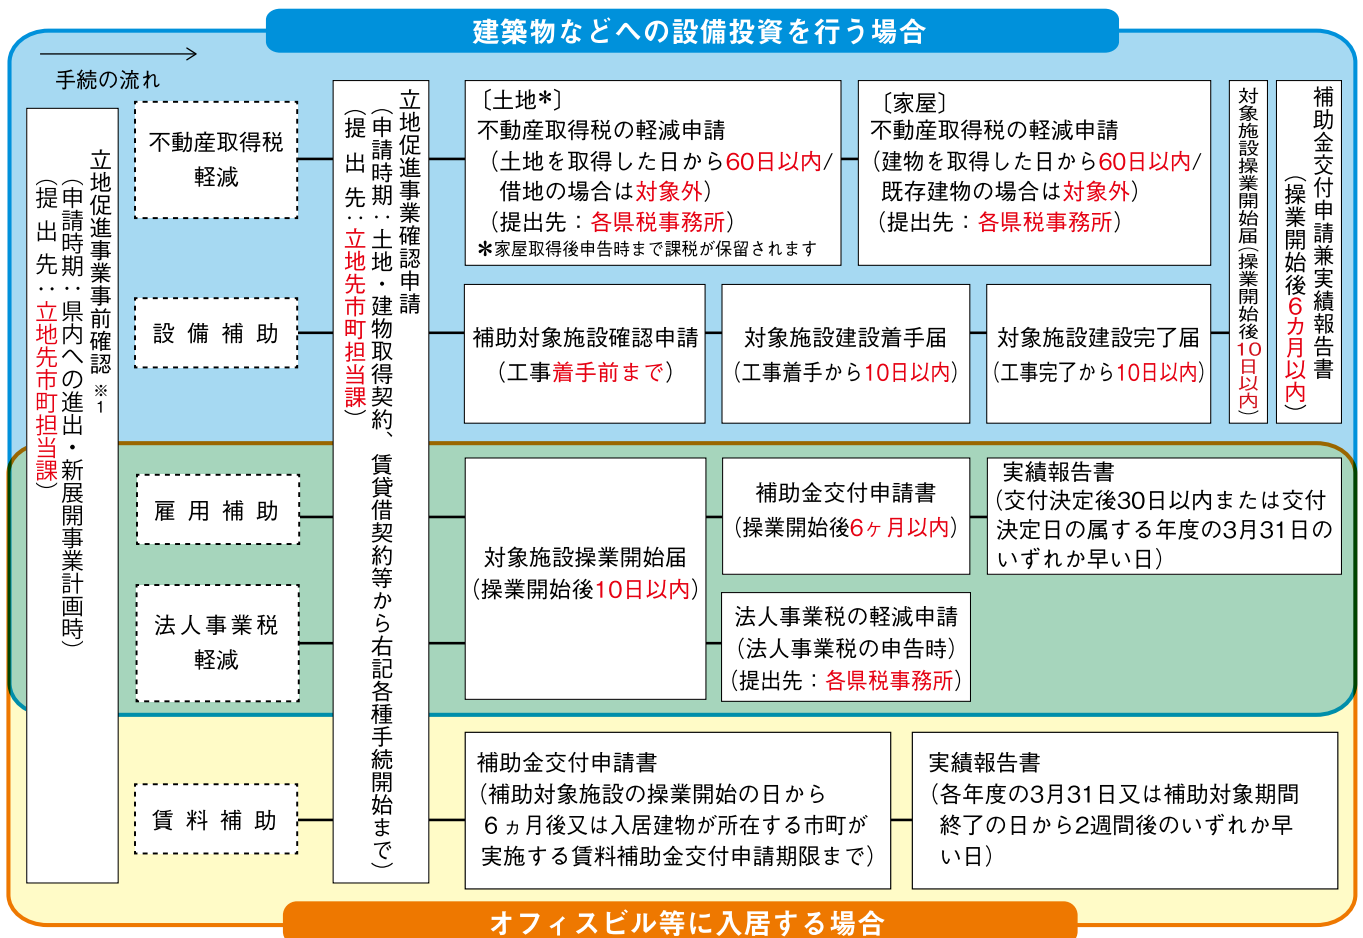 建築物などへの設備投資を行う場合
手続の流れ
立地促進事業事前確認 ※1
（申請時期：県内への進出・新展開事業計画時）
（提出先：立地先市町担当課）
不動産取得税
軽減
設備補助
雇用補助
法人事業税
軽減
賃料補助
立地促進事業確認申請
（申請時期：土地・建物取得契約、賃貸借契約等から右記各種手続開始まで）
（提出先：立地先市町担当課）
〔土地＊〕
不動産取得税の軽減申請
（土地を取得した日から60日以内/
借地の場合は対象外）
（提出先：各県税事務所）
＊家屋取得後申告時まで課税が保留されます
〔家屋〕
不動産取得税の軽減申請
（建物を取得した日から60日以内/
既存建物の場合は対象外）
（提出先：各県税事務所）
補助対象施設確認申請
（工事着手前まで）
対象施設建設着手届
（工事着手から10日以内）
対象施設建設完了届
（工事完了から10日以内）
対象施設操業開始届（操業開始後10日以内）
補助金交付申請兼実績報告書
（操業開始後6カ月以内）
対象施設操業開始届
（操業開始後10日以内）
補助金交付申請書
（操業開始後6ヶ月以内）
実績報告書
（交付決定後30日以内または交付
決定日の属する年度の3月31日の
いずれか早い日）
法人事業税の軽減申請
（法人事業税の申告時）
（提出先：各県税事務所）
補助金交付申請書
（補助対象施設の操業開始の日から
６ヵ月後又は入居建物が所在する市町が
実施する賃料補助金交付申請期限まで）
実績報告書
（各年度の3月31日又は補助対象期間
終了の日から2週間後のいずれか早
い日）
オフィスビル等に入居する場合